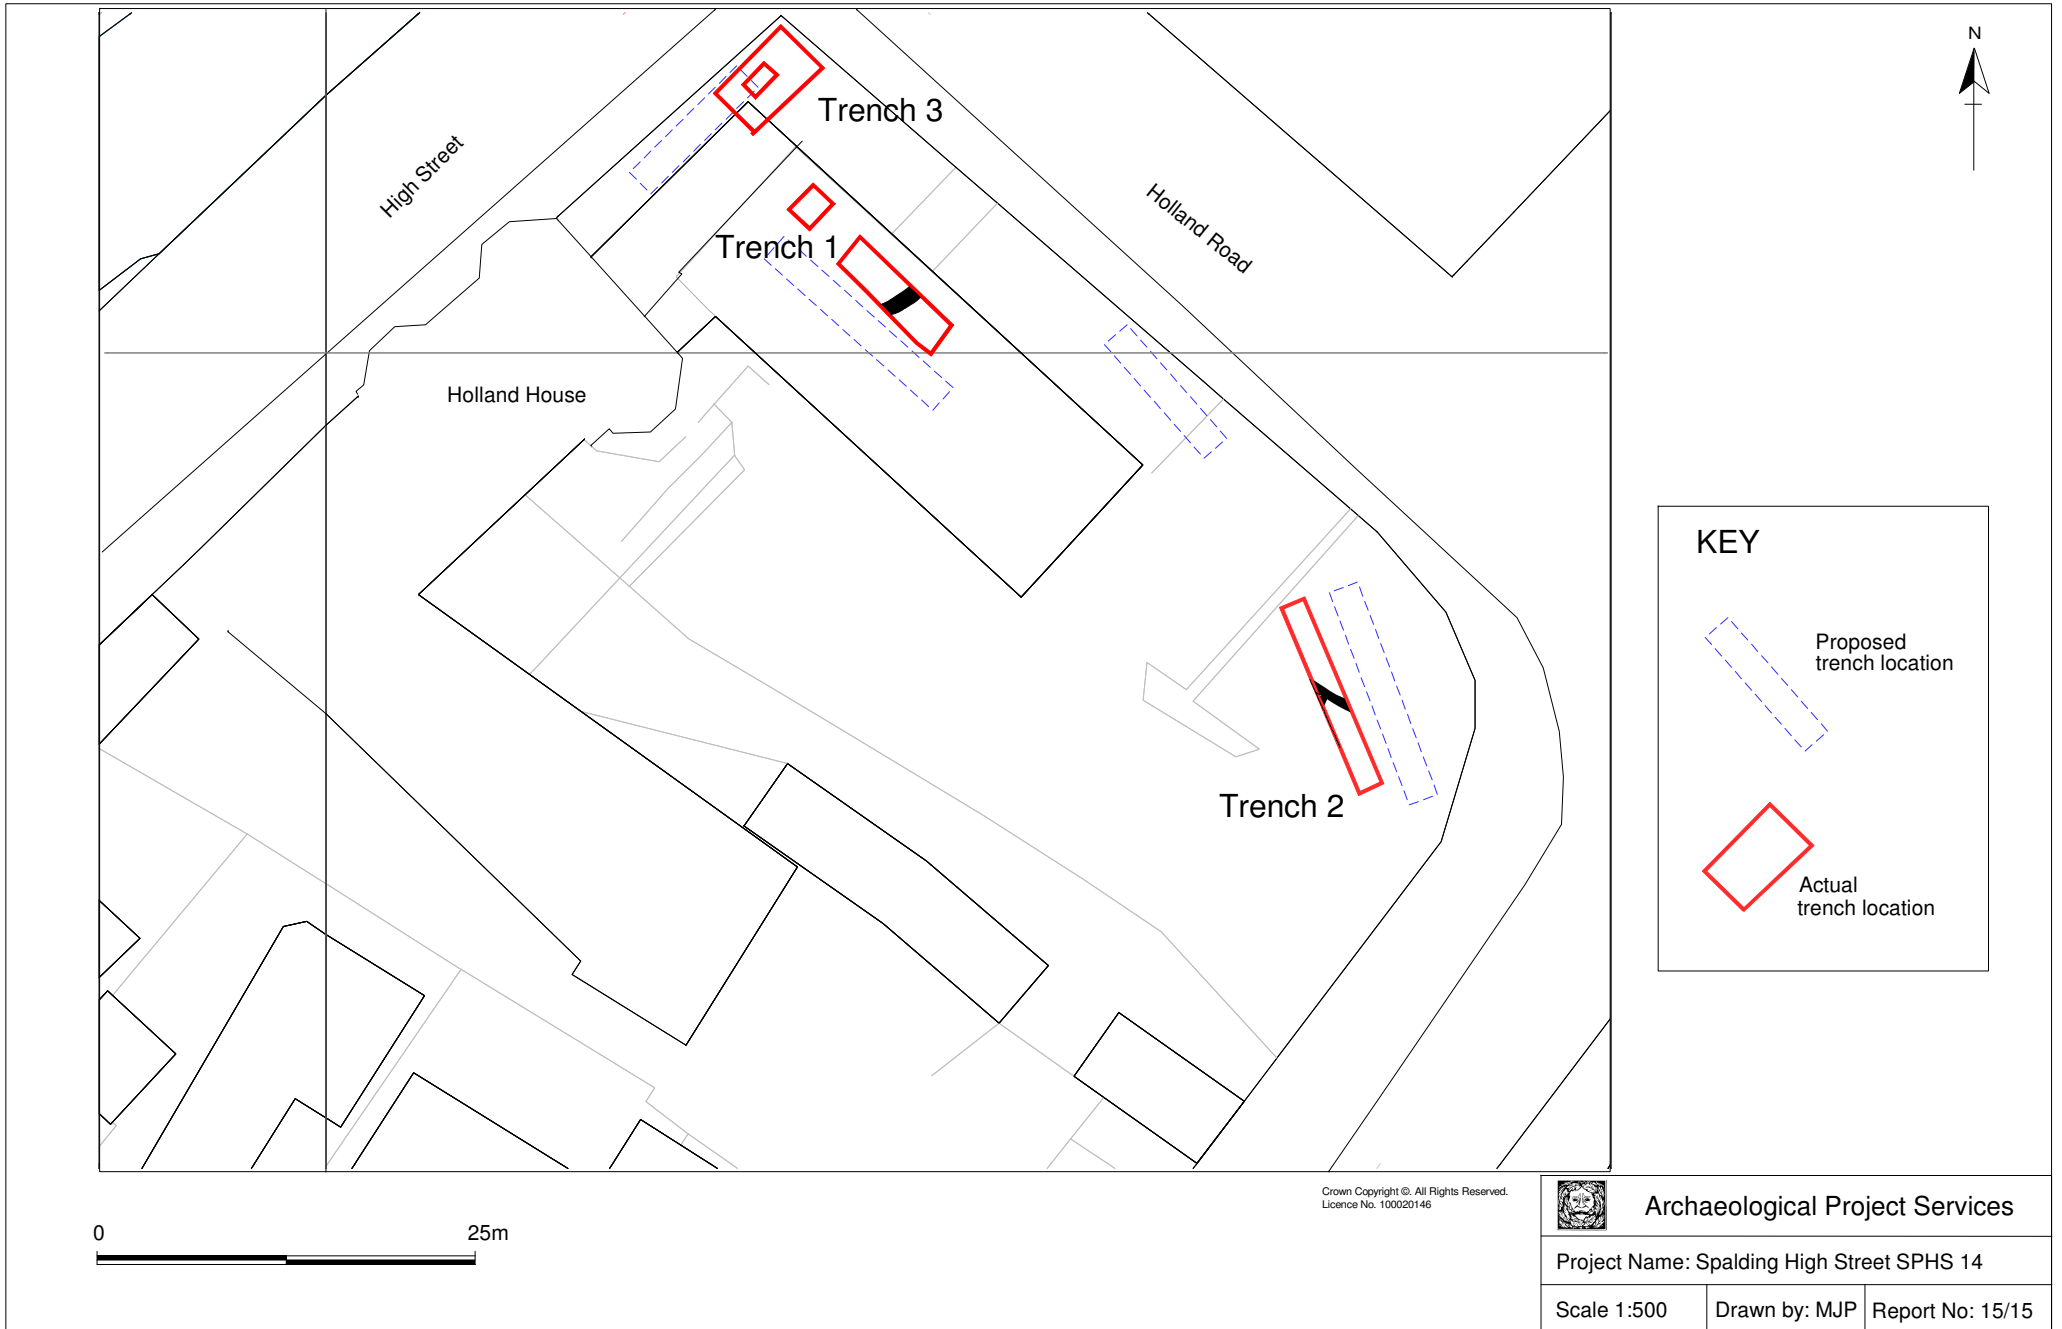 N
Trench 3
High Street
Holland Road
Trench 1
Holland House
KEY
Proposed
trench location
Actual
trench location
Trench 2
Crown Copyright ©. All Rights Reserved.
Licence No. 100020146
0 25m
Archaeological Project Services
Project Name: Spalding High Street SPHS 14
Scale 1:500
Drawn by: MJP
Report No: 15/15